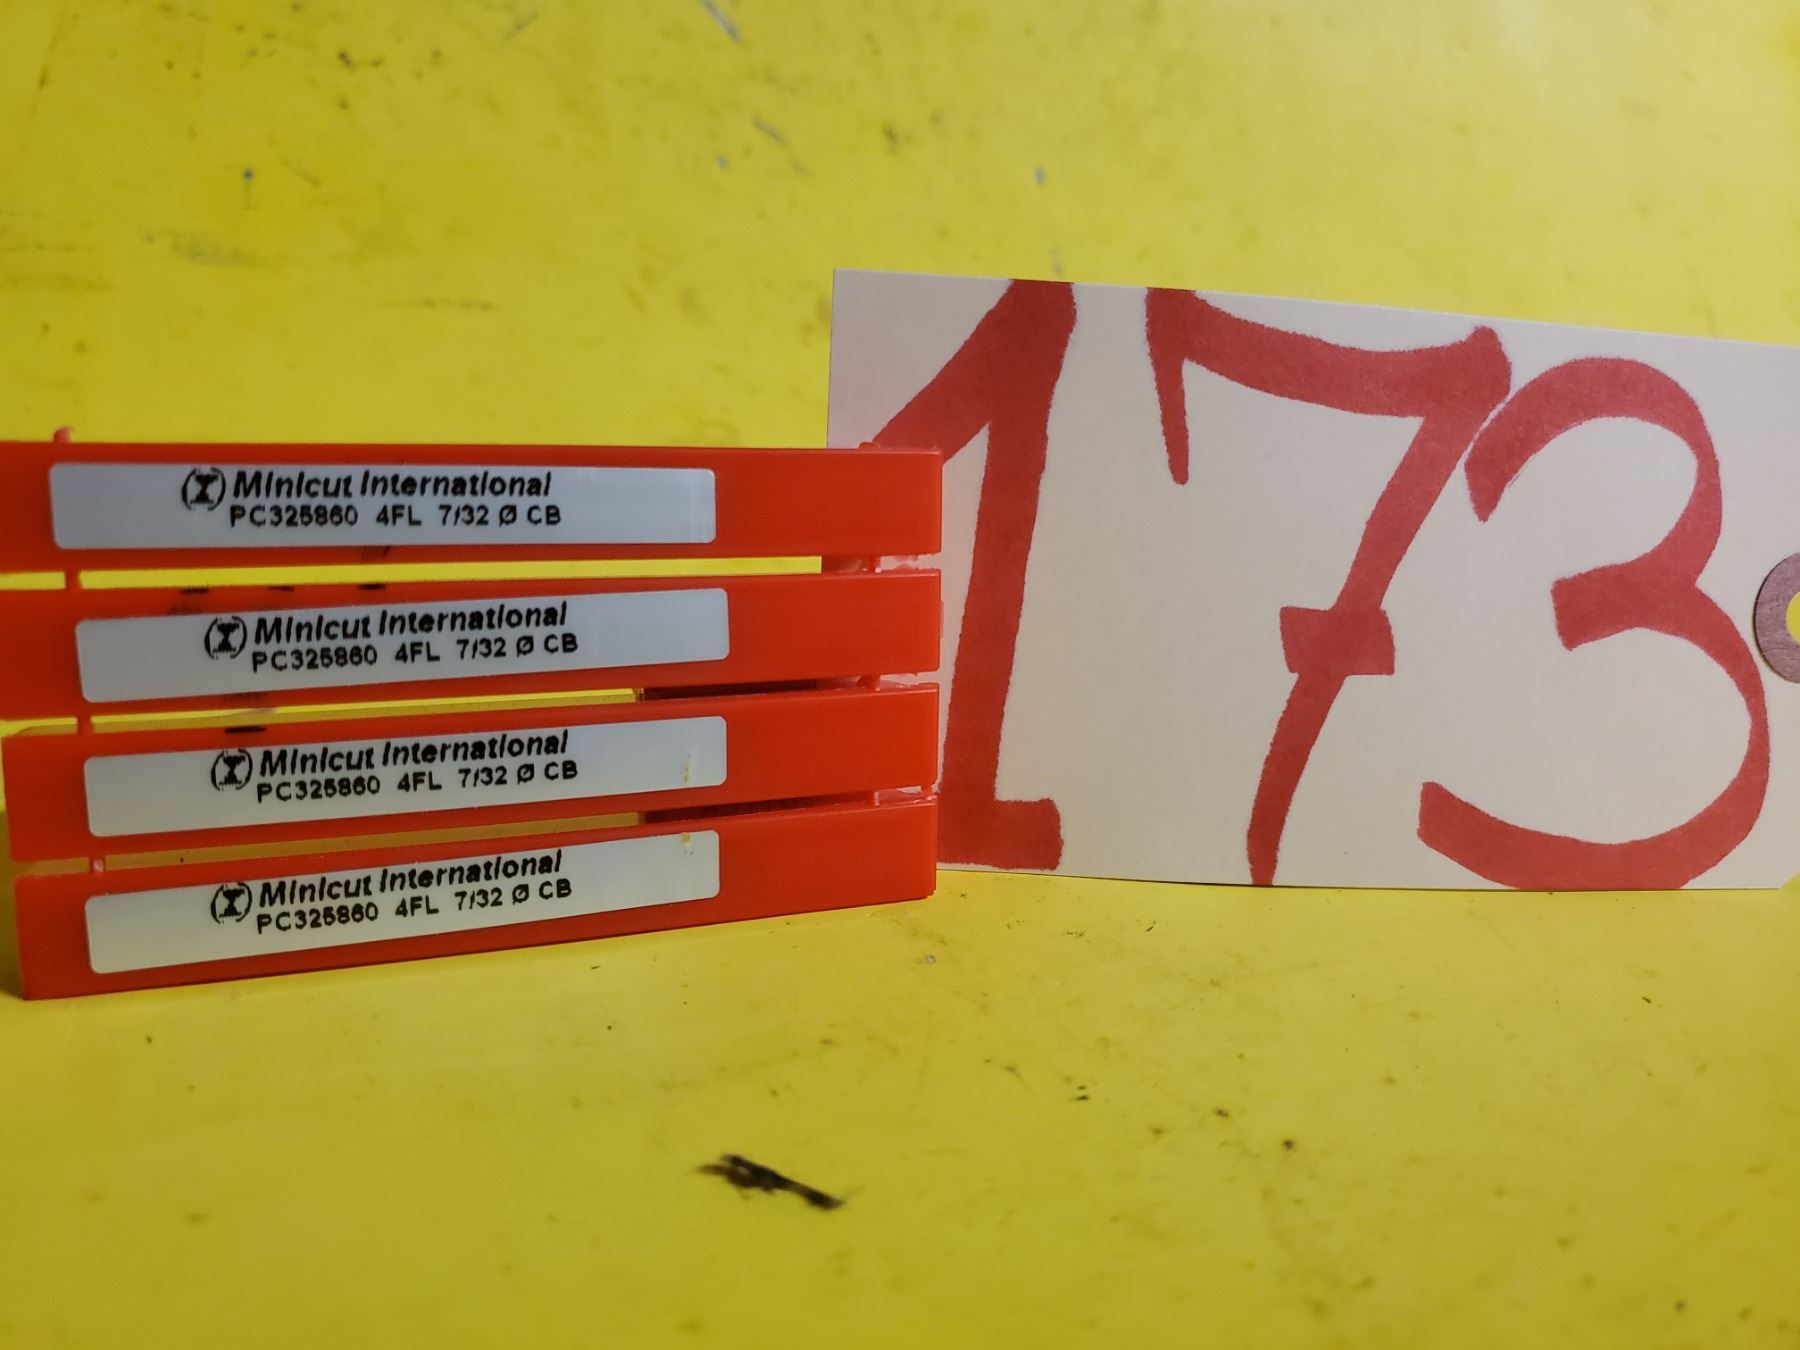 Minicut International
PC325860 4FL 7/32 Ø CB
Minicut International
PC325860 4FL 7/32 Ø CB
Minicut International
PC325860 4FL 7/32 Ø CB
Minicut International
PC325860 4FL 7/32 Ø CB
173